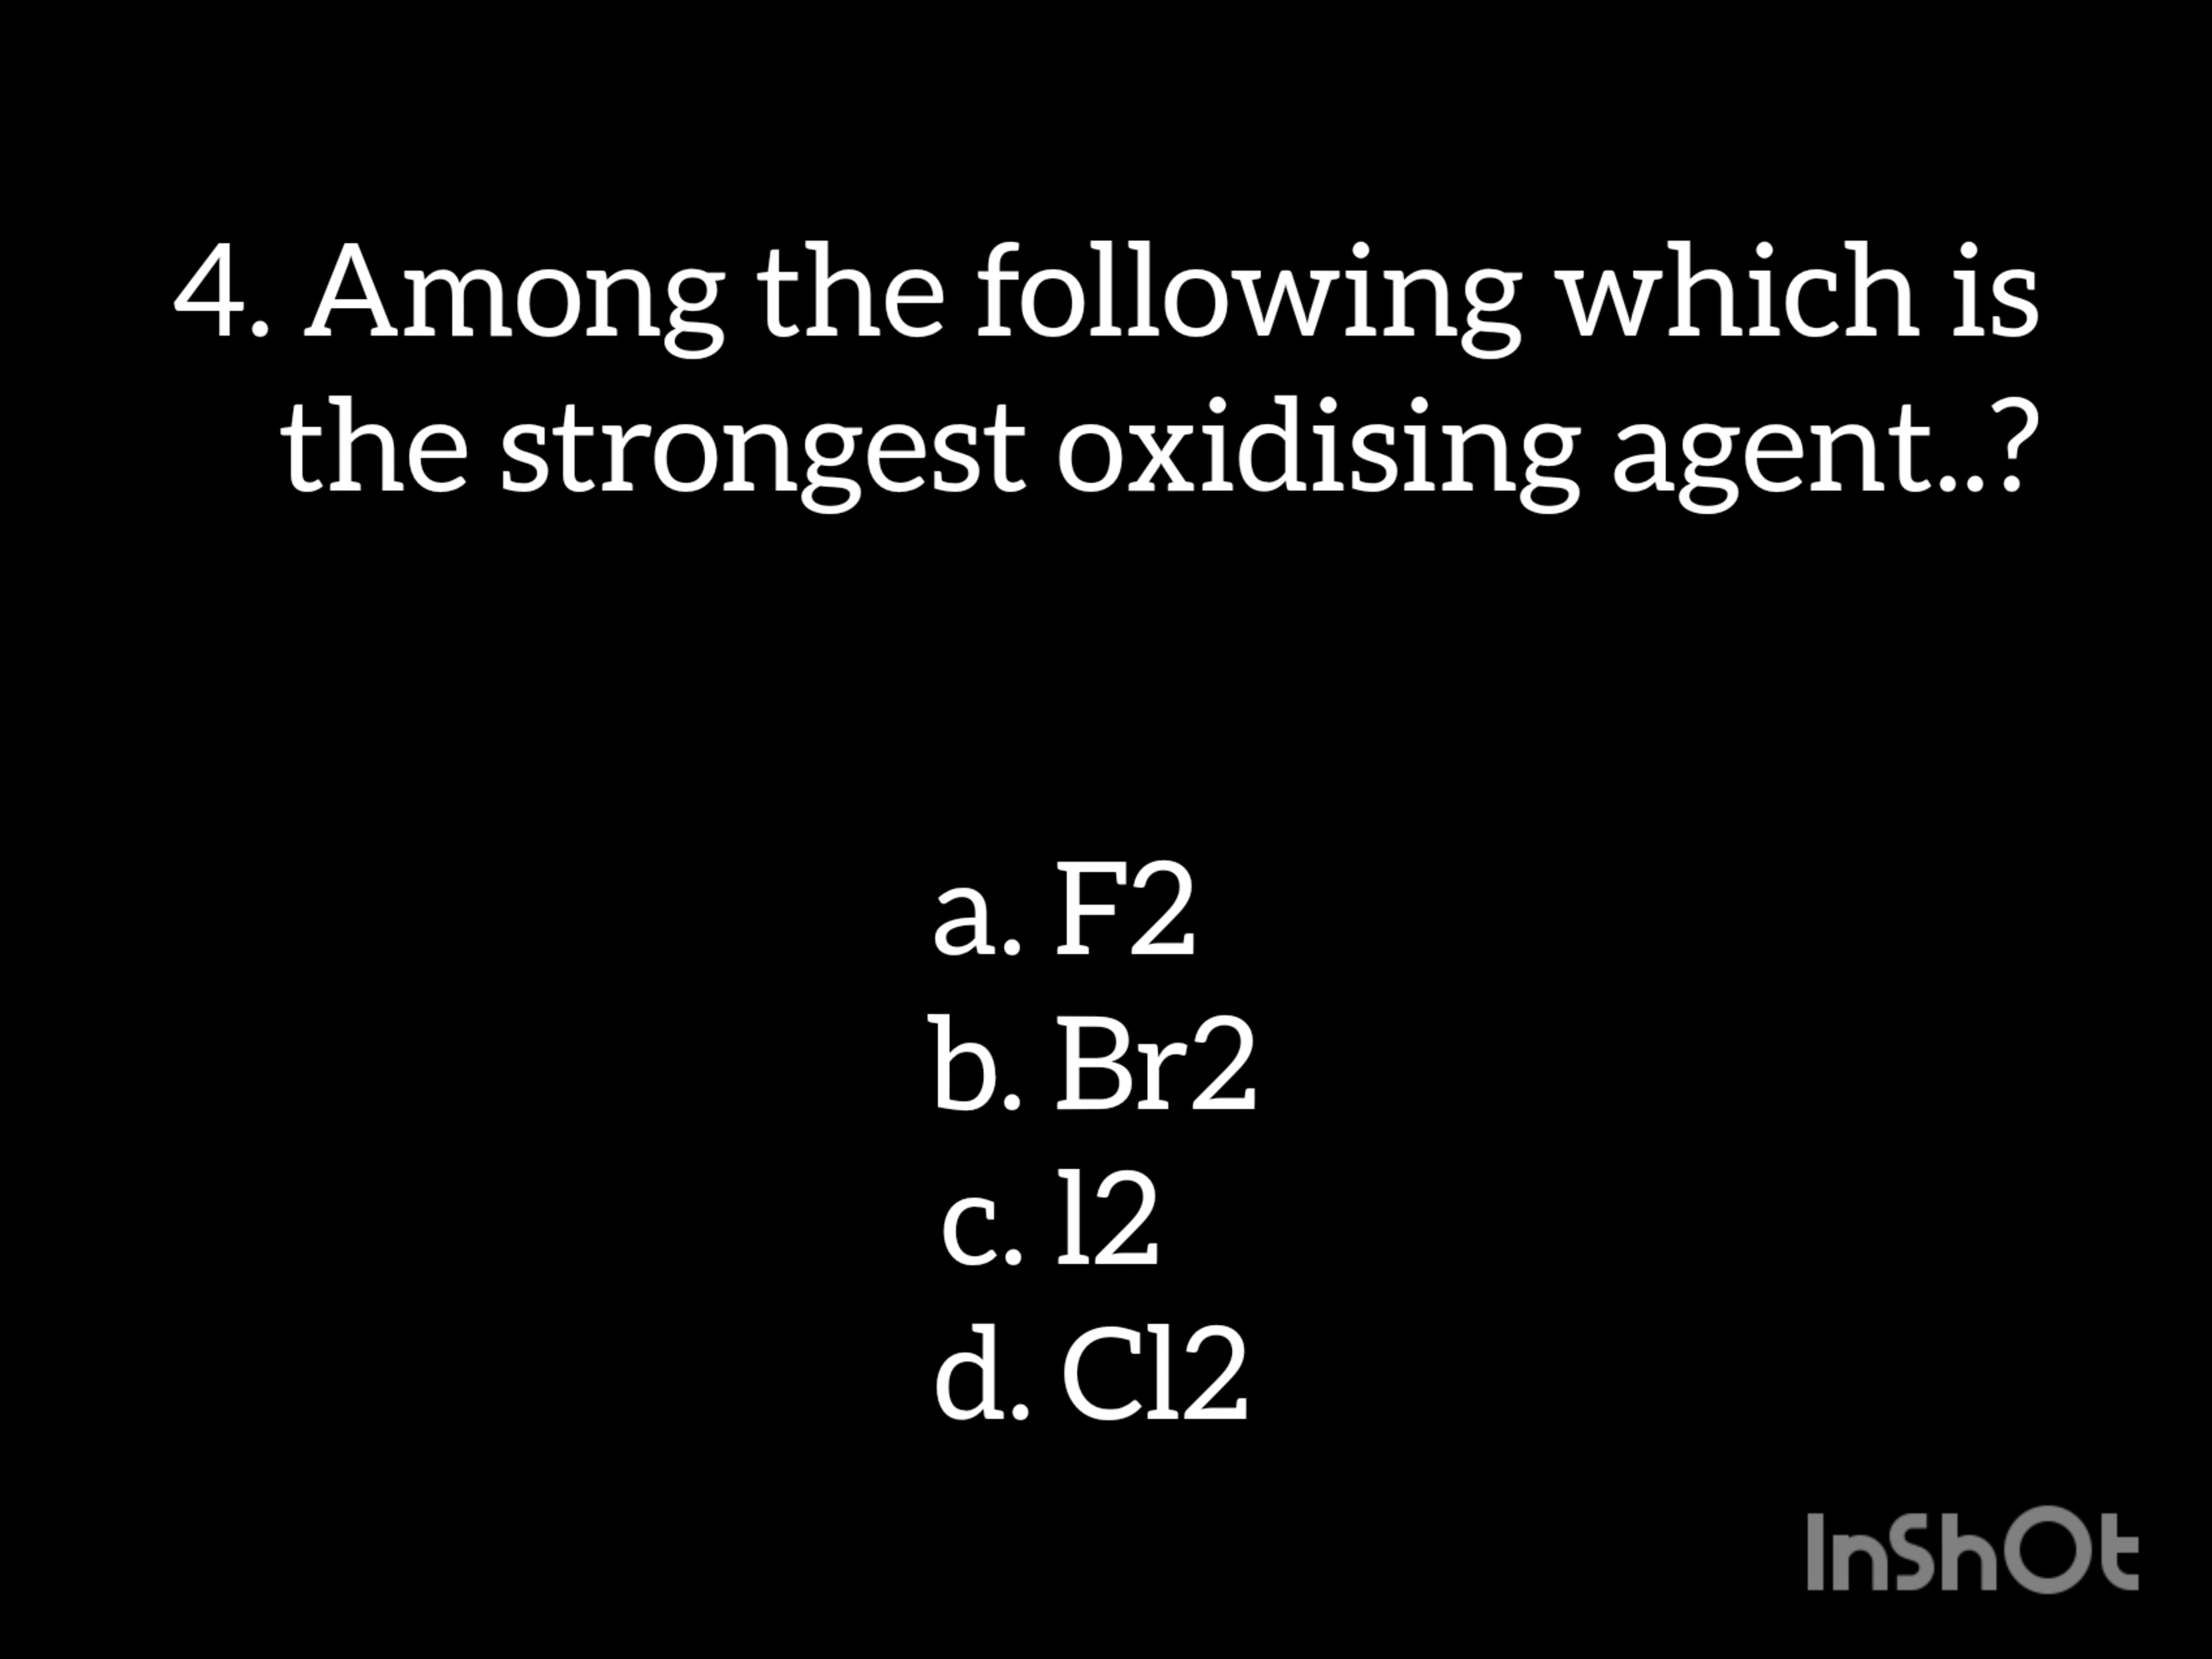 4. Among the following which is
the strongest oxidising agent...?
a. F2
b. Br2
c. l2
d. Cl2
InShOt